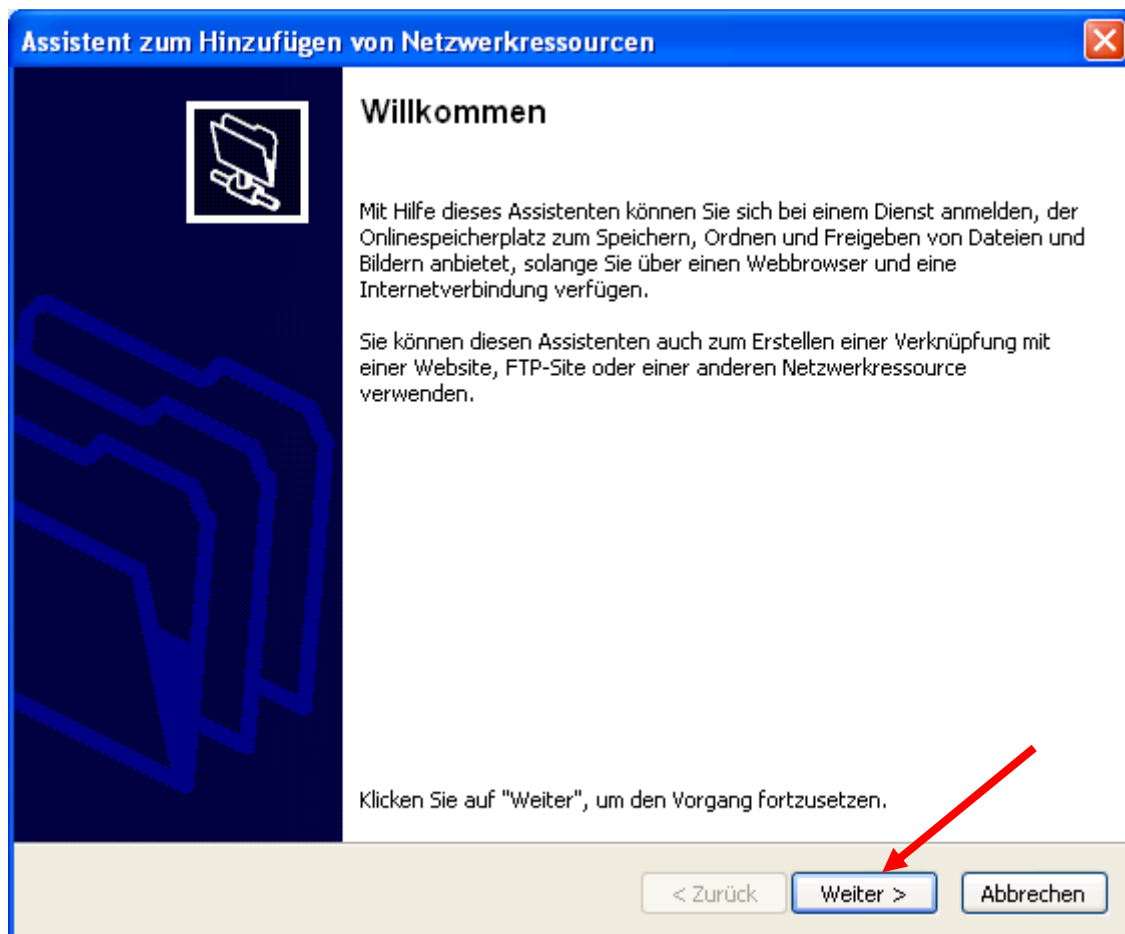 Assistent zum Hinzufügen von Netzwerkressourcen
Willkommen
Mit Hilfe dieses Assistenten können Sie sich bei einem Dienst anmelden, der
Onlinespeicherplatz zum Speichern, Ordnen und Freigeben von Dateien und
Bildern anbietet, solange Sie über einen Webbrowser und eine
Internetverbindung verfügen.
Sie können diesen Assistenten auch zum Erstellen einer Verknüpfung mit
einer Website, FTP-Site oder einer anderen Netzwerkressource
verwenden.
Klicken Sie auf "Weiter", um den Vorgang fortzusetzen.
< Zurück Weiter > Abbrechen